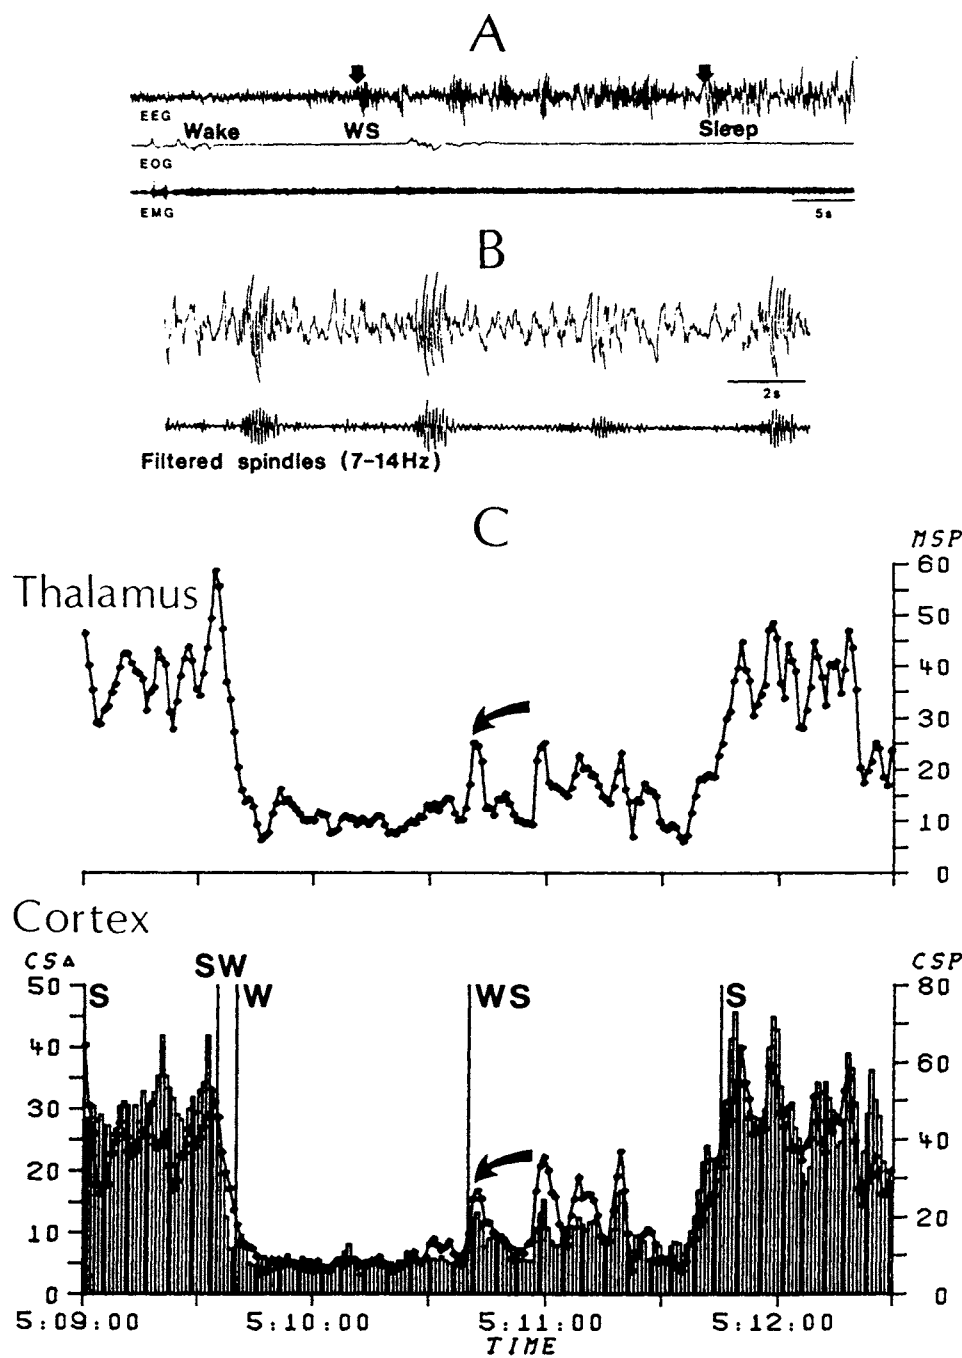 A
EEG
Wake WS Sleep
EOG
EMG
5s
B
2s
Filtered spindles (7-14Hz)
C
MSP
Thalamus
60
50
40
30
20
10
0
Cortex
CSA SW CSP
50 S W WS S 80
40
60
30
40
20
20
10
0 0
5:09:00 5:10:00 5:11:00 5:12:00
TIME